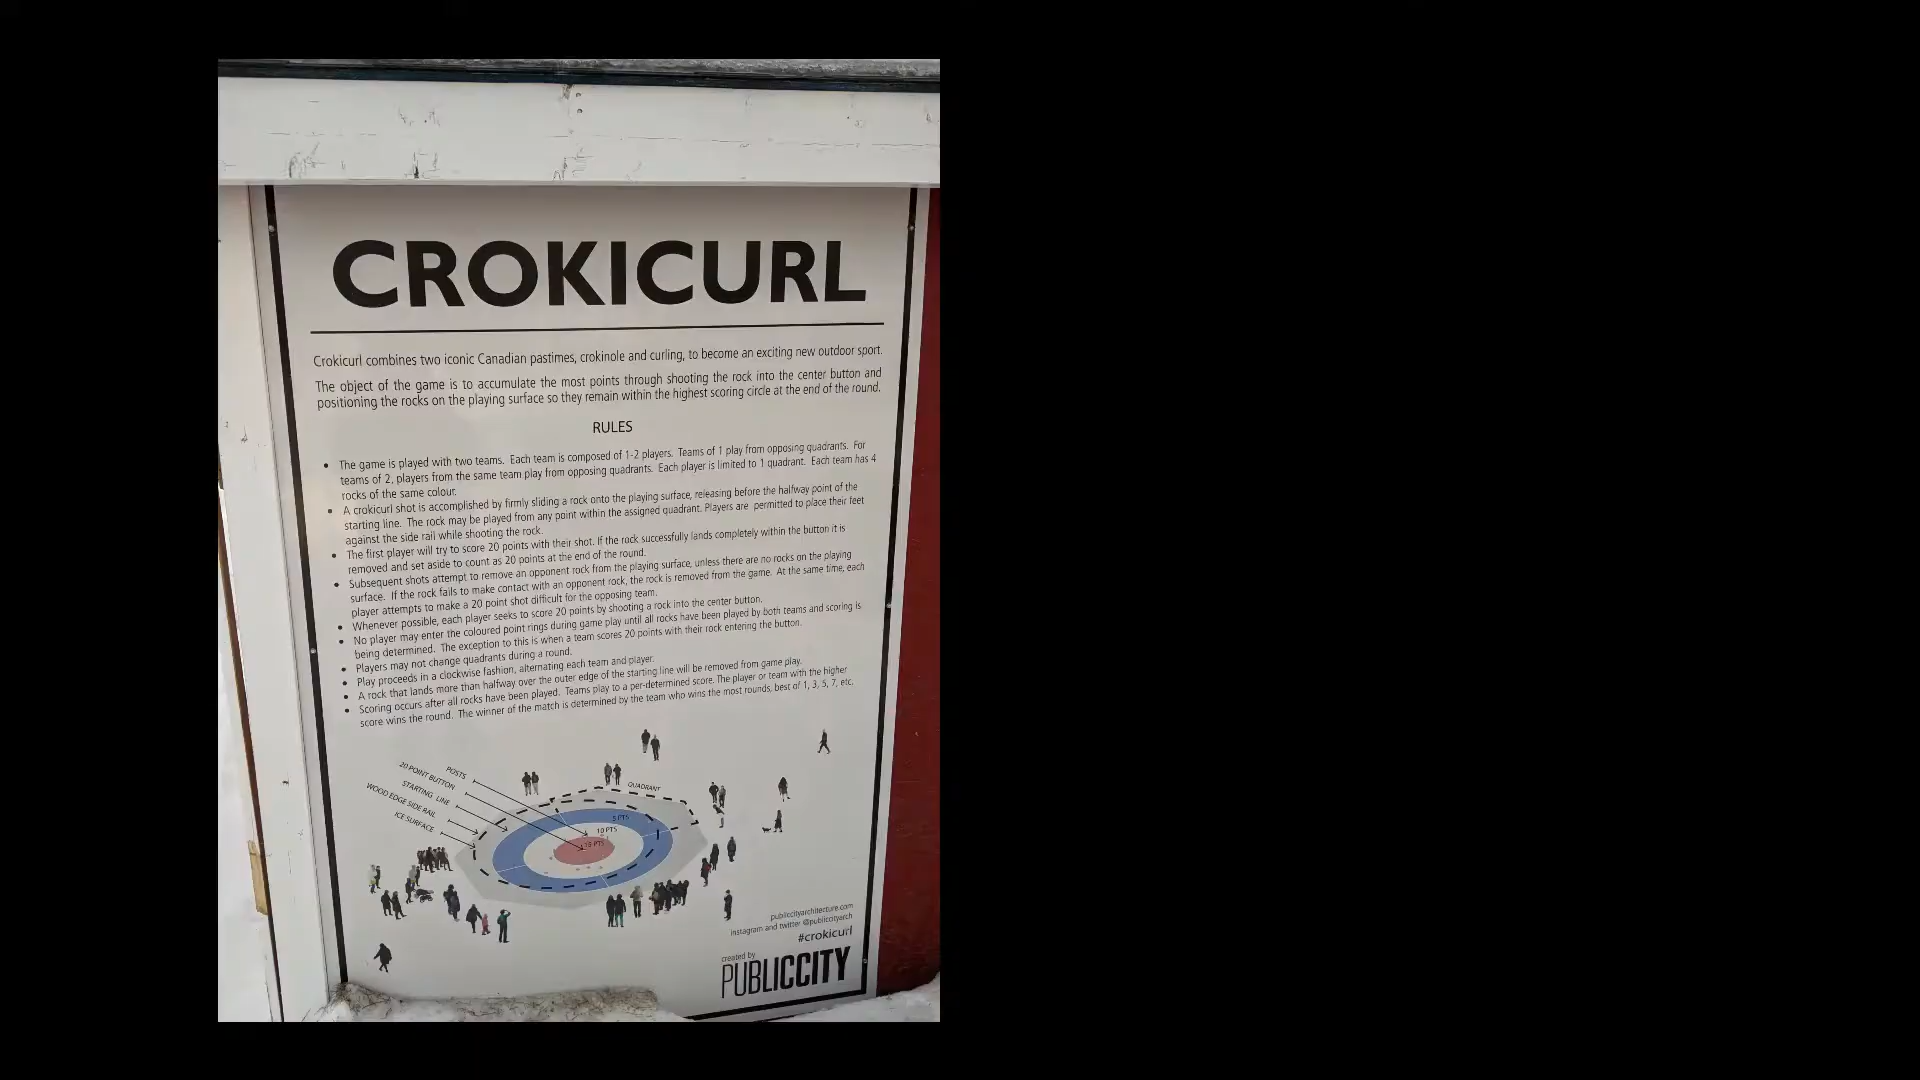 CROKICURL
Crokicurl combines two iconic Canadian pastimes, crokinole and curling, to become an exciting new outdoor sport.
The object of the game is to accumulate the most points through shooting the rock into the center button and
positioning the rocks on the playing surface so they remain within the highest scoring circle at the end of the round.
RULES
• The game is played with two teams. Each team is composed of 1-2 players. Teams of 1 play from opposing quadrants. For
teams of 2, players from the same team play from opposing quadrants. Each player is limited to 1 quadrant. Each team has 4
rocks of the same colour.
• A crokicurl shot is accomplished by firmly sliding a rock onto the playing surface, releasing before the halfway point of the
starting line. The rock may be played from any point within the assigned quadrant. Players are permitted to place their feet
against the side rail while shooting the rock.
• The first player will try to score 20 points with their shot. If the rock successfully lands completely within the button it is
removed and set aside to count as 20 points at the end of the round.
• Subsequent shots attempt to remove an opponent rock from the playing surface, unless there are no rocks on the playing
surface. If the rock fails to make contact with an opponent rock, the rock is removed from the game. At the same time, each
player attempts to make a 20 point shot difficult for the opposing team.
• Whenever possible, each player seeks to score 20 points by shooting a rock into the center button.
• No player may enter the coloured point rings during game play until all rocks have been played by both teams and scoring is
being determined. The exception to this is when a team scores 20 points with their rock entering the button.
• Players may not change quadrants during a round.
• Play proceeds in a clockwise fashion, alternating each team and player.
• A rock that lands more than halfway over the outer edge of the starting line will be removed from game play.
• Scoring occurs after all rocks have been played. Teams play to a per-determined score. The player or team with the higher
score wins the round. The winner of the match is determined by the team who wins the most rounds, best of 1, 3, 5, 7, etc.
POSTS
20 POINT BUTTON
STARTING LINE
WOOD EDGE SIDE RAIL
ICE SURFACE
QUADRANT
5 PTS
10 PTS
15 PTS
publiccityarchitecture.com
instagram and twitter @publiccityarch
#crokicurl
created by
PUBLICCITY